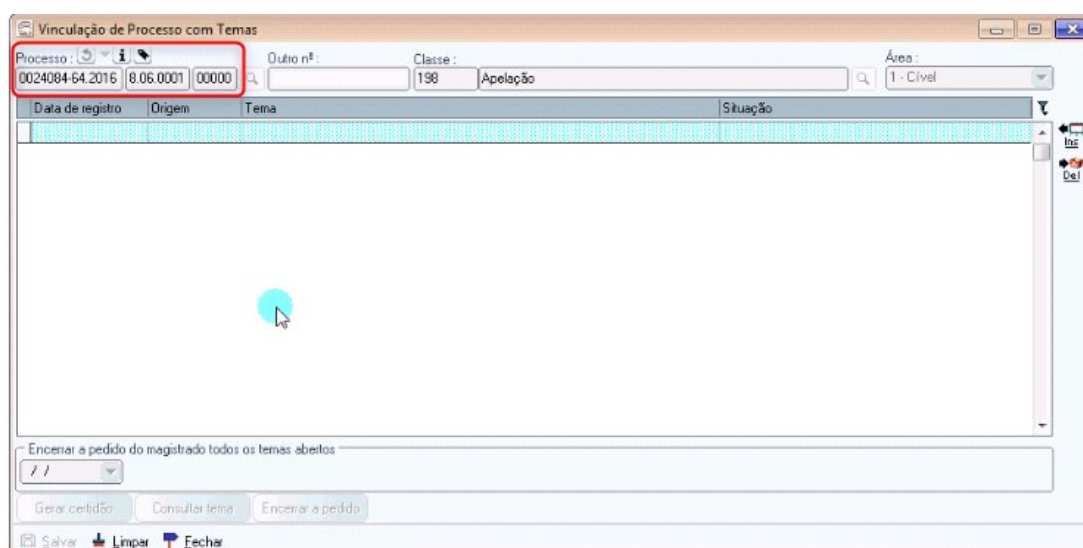 Vinculação de Processo com Temas
Processo : Outro nº : Classe : Área :
0024084-64.2016 8.06.0001 00000 198 Apelação 1 - Cível
Data de registro Origem Tema Situação
Ins
Del
Encerrar a pedido do magistrado todos os temas abertos
/ /
Gerar certidão Consultar tema Encerrar a pedido
Salvar Limpar Fechar